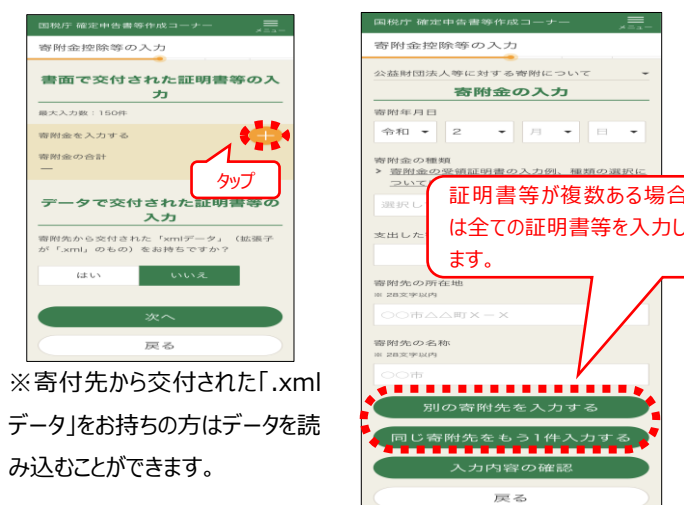 国税庁 確定申告書等作成コーナー
メニュー
寄附金控除等の入力
書面で交付された証明書等の入
力
最大入力数：150件
寄附金を入力する
寄附金の合計
―
タップ
データで交付された証明書等の
入力
寄附先から交付された「xmlデータ」（拡張子
が「.xml」のもの）をお持ちですか？
はい
いいえ
次へ
戻る
※寄付先から交付された「.xml
データ」をお持ちの方はデータを読
み込むことができます。
国税庁 確定申告書等作成コーナー
メニュー
寄附金控除等の入力
公益財団法人等に対する寄附について
寄附金の入力
寄附年月日
令和
2
月
日
寄附金の種類
> 寄附金の受領証明書の入力例、種類の選択に
ついて
選択し
証明書等が複数ある場合
は全ての証明書等を入力し
ます。
支出した
寄附先の所在地
※ 28文字以内
○○市△△町X－X
寄附先の名称
※ 28文字以内
○○市
別の寄附先を入力する
同じ寄附先をもう1件入力する
入力内容の確認
戻る